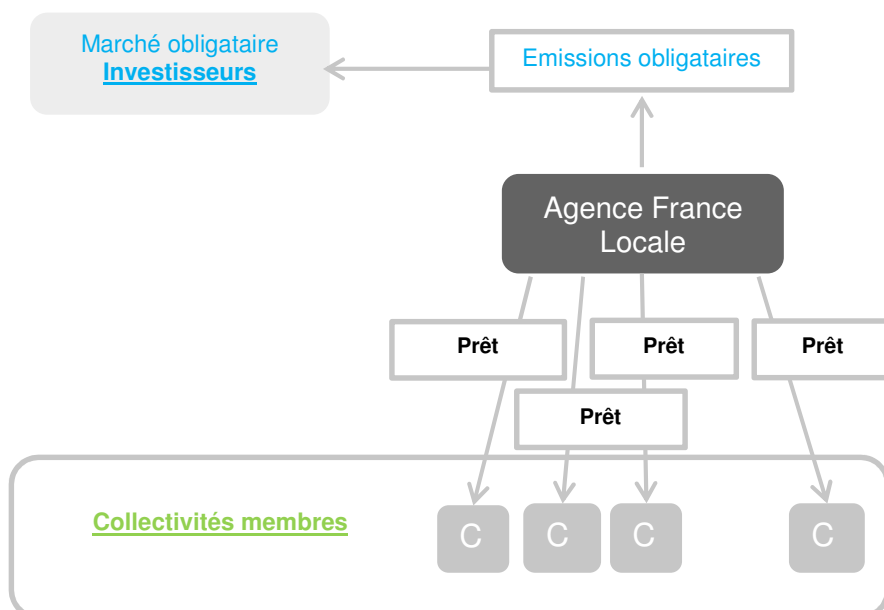 Marché obligataire
Investisseurs
Emissions obligataires
Agence France
Locale
Prêt
Prêt
Prêt
Prêt
Collectivités membres
C
C
C
C